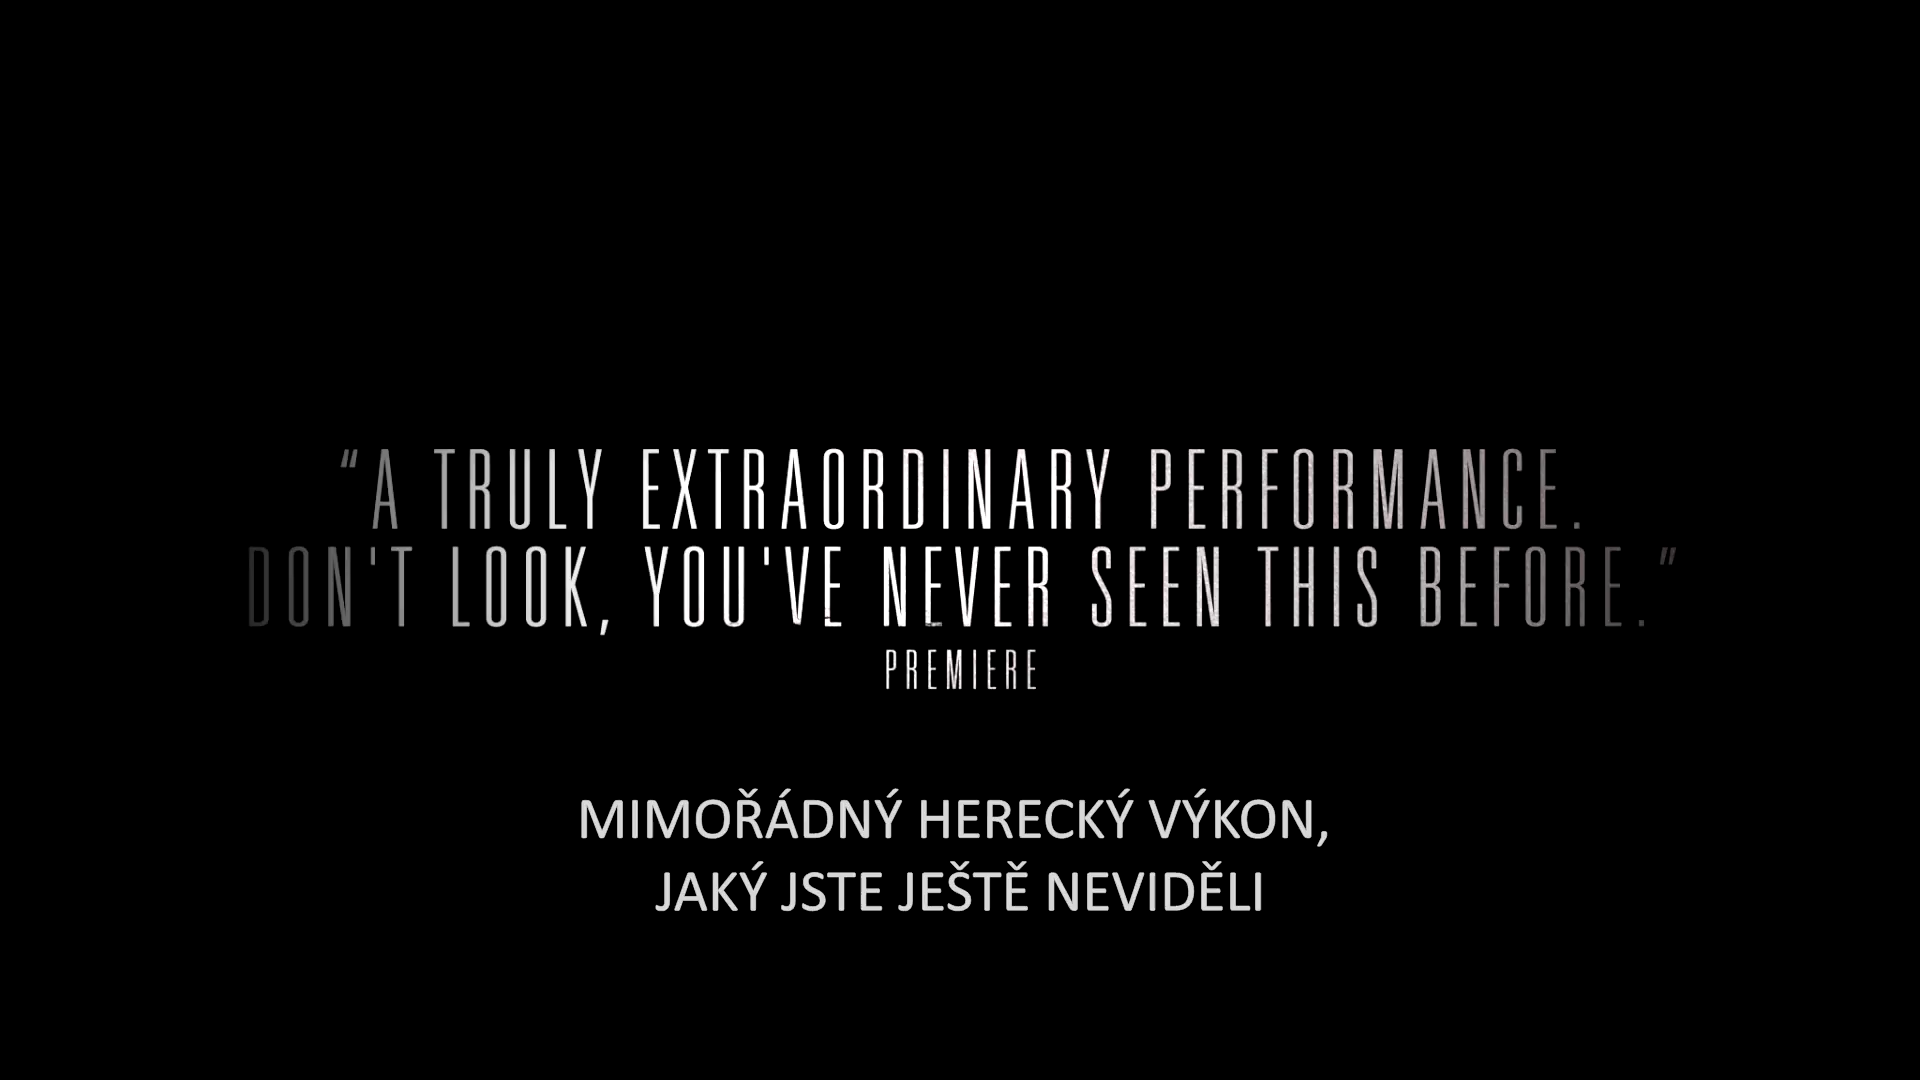 “A TRULY EXTRAORDINARY PERFORMANCE.
DON'T LOOK, YOU'VE NEVER SEEN THIS BEFORE.”
PREMIERE
MIMOŘÁDNÝ HERECKÝ VÝKON,
JAKÝ JSTE JEŠTĚ NEVIDĚLI